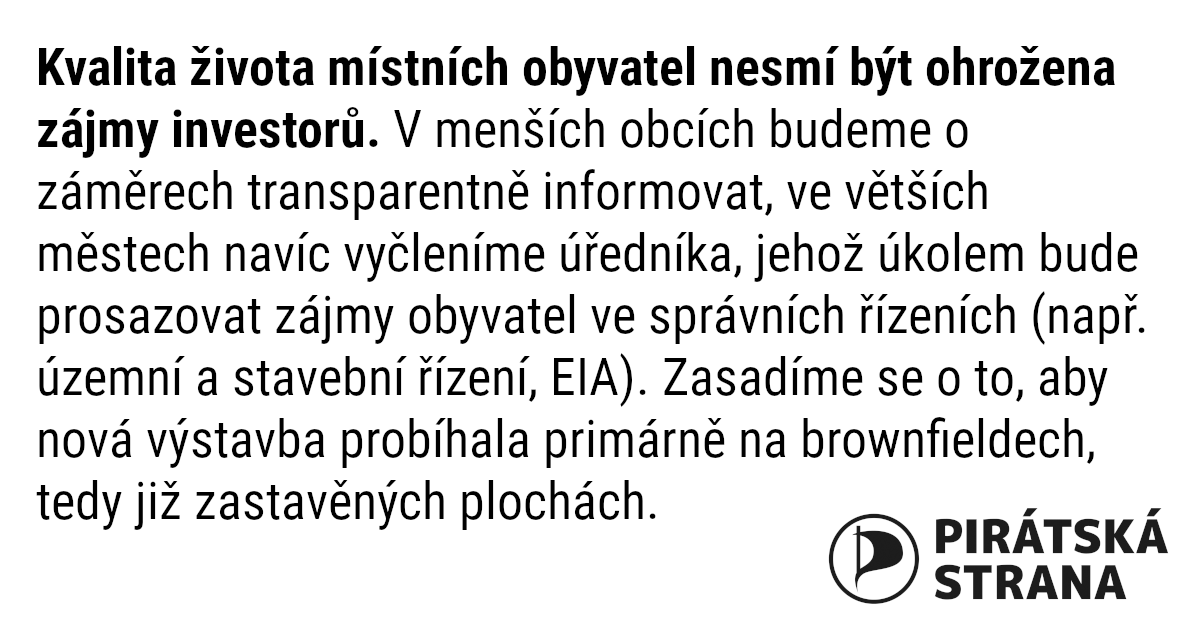 Kvalita života místních obyvatel nesmí být ohrožena
zájmy investorů. V menších obcích budeme o
záměrech transparentně informovat, ve větších
městech navíc vyčleníme úředníka, jehož úkolem bude
prosazovat zájmy obyvatel ve správních řízeních (např.
územní a stavební řízení, EIA). Zasadíme se o to, aby
nová výstavba probíhala primárně na brownfieldech,
tedy již zastavěných plochách.
PIRÁTSKÁ
STRANA